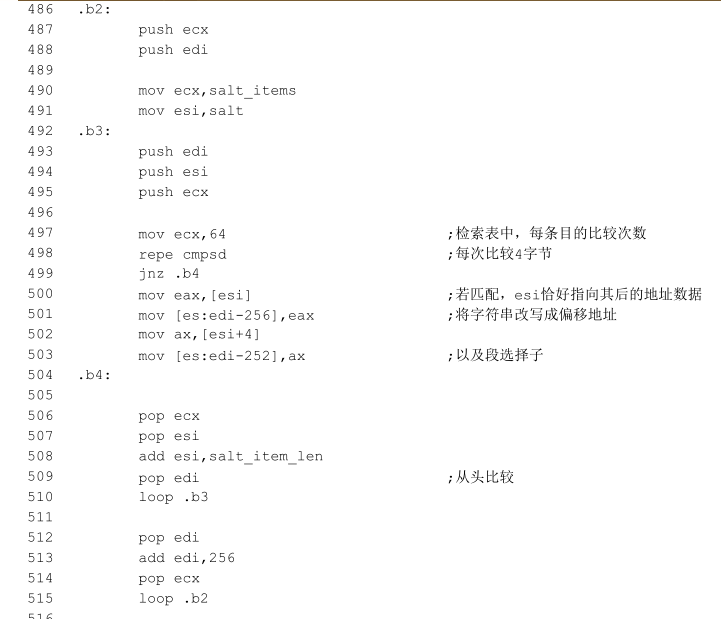 486 .b2:
487 push ecx
488 push edi
489
490 mov ecx,salt_items
491 mov esi,salt
492 .b3:
493 push edi
494 push esi
495 push ecx
496
497 mov ecx,64 ;检索表中，每条目的比较次数
498 repe cmpsd ;每次比较4字节
499 jnz .b4
500 mov eax,[esi] ;若匹配，esi恰好指向其后的地址数据
501 mov [es:edi-256],eax ;将字符串改写成偏移地址
502 mov ax,[esi+4]
503 mov [es:edi-252],ax ;以及段选择子
504 .b4:
505
506 pop ecx
507 pop esi
508 add esi,salt_item_len
509 pop edi ;从头比较
510 loop .b3
511
512 pop edi
513 add edi,256
514 pop ecx
515 loop .b2
516